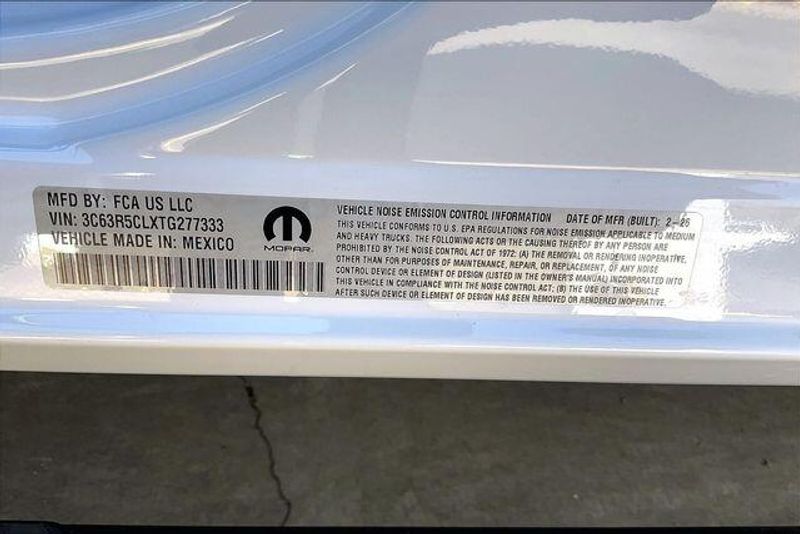 MFD BY: FCA US LLC
VIN: 3C63R5CLXTG277333
VEHICLE MADE IN: MEXICO
MOPAR
VEHICLE NOISE EMISSION CONTROL INFORMATION DATE OF MFR (BUILT): 2-26
THIS VEHICLE CONFORMS TO U.S. EPA REGULATIONS FOR NOISE EMISSION APPLICABLE TO MEDIUM
AND HEAVY TRUCKS. THE FOLLOWING ACTS OR THE CAUSING THEREOF BY ANY PERSON ARE
PROHIBITED BY THE NOISE CONTROL ACT OF 1972: (A) THE REMOVAL OR RENDERING INOPERATIVE,
OTHER THAN FOR PURPOSES OF MAINTENANCE, REPAIR, OR REPLACEMENT, OF ANY NOISE
CONTROL DEVICE OR ELEMENT OF DESIGN (LISTED IN THE OWNER'S MANUAL) INCORPORATED INTO
THIS VEHICLE IN COMPLIANCE WITH THE NOISE CONTROL ACT; (B) THE USE OF THIS VEHICLE
AFTER SUCH DEVICE OR ELEMENT OF DESIGN HAS BEEN REMOVED OR RENDERED INOPERATIVE.